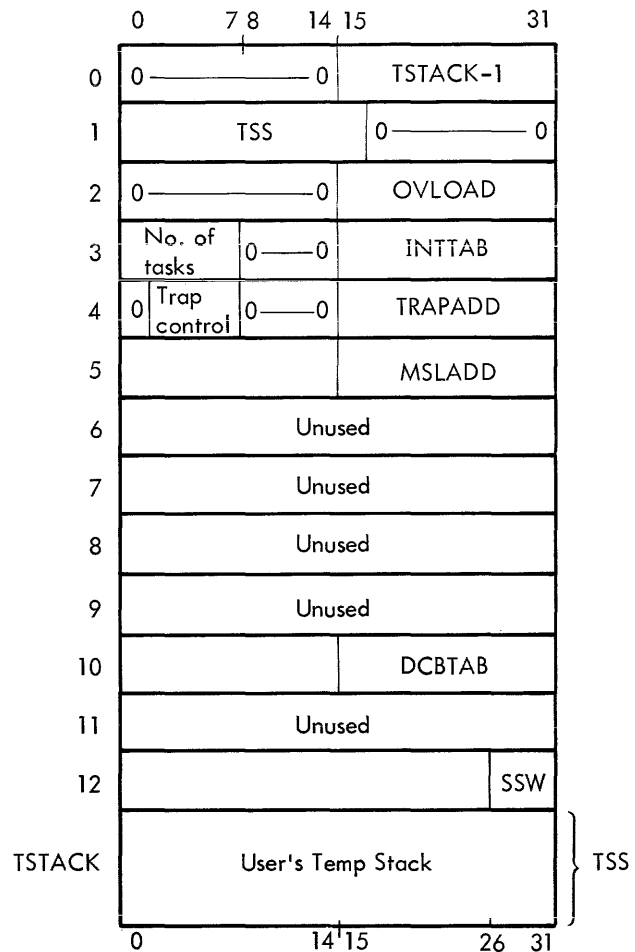 0 7 8 14 15 31
0 0 0 TSTACK-1
1 TSS 0 0
2 0 0 OVLOAD
3 No. of tasks 0 0 INTTAB
4 0 Trap control 0 0 TRAPADD
5 MSLADD
6 Unused
7 Unused
8 Unused
9 Unused
10 DCBTAB
11 Unused
12 SSW
TSTACK User's Temp Stack TSS
0 14 15 26 31